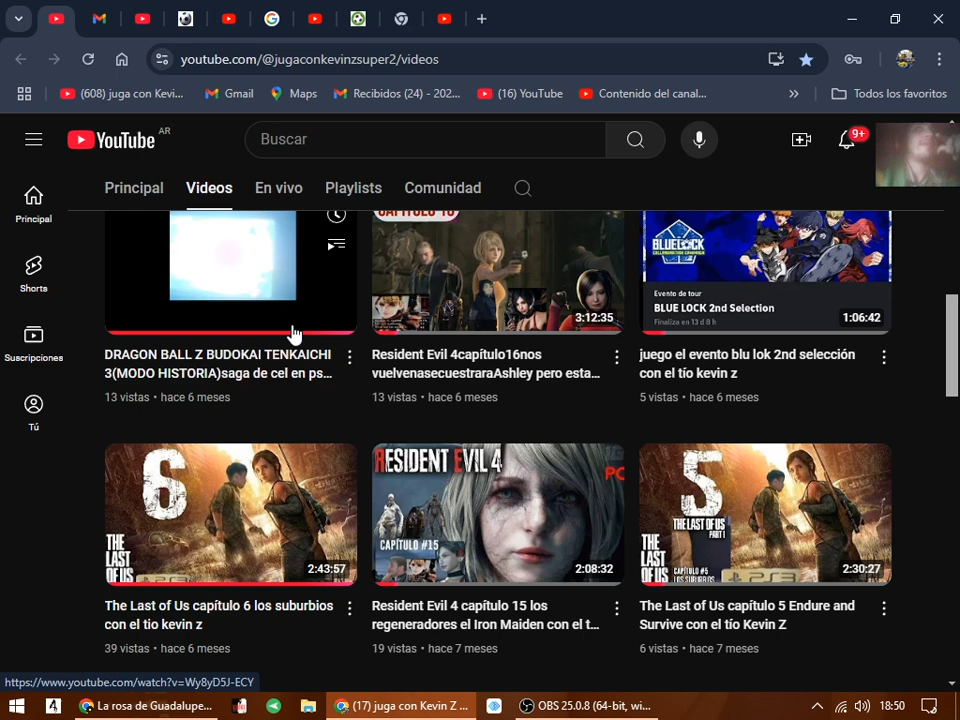 youtube.com/@jugaconkevinzsuper2/videos
(608) juga con Kevi...
Gmail
Maps
Recibidos (24) - 202...
(16) YouTube
Contenido del canal...
»
Todos los favoritos
YouTube AR
Buscar
9+
Principal
Videos
En vivo
Playlists
Comunidad
Principal
Shorts
Suscripciones
Tú
CAPITULO 16
3:12:35
BLUELOCK
Evento de tour
BLUE LOCK 2nd Selection
Finaliza en 13 d 8 h
1:06:42
DRAGON BALL Z BUDOKAI TENKAICHI
3(MODO HISTORIA)saga de cel en ps...
13 vistas • hace 6 meses
Resident Evil 4capítulo16nos
vuelvenasecuestraraAshley pero esta...
13 vistas • hace 6 meses
juego el evento blu lok 2nd selección
con el tío kevin z
5 vistas • hace 6 meses
6
THE LAST OF US
PS3
2:43:57
RESIDENT EVIL 4
PC
CAPÍTULO #15
2:08:32
5
THE LAST OF US
THE LAST OF US
PART I
CAPÍTULO #5
LOS SUBURBIOS
PS3
2:30:27
The Last of Us capítulo 6 los suburbios
con el tio kevin z
39 vistas • hace 6 meses
Resident Evil 4 capítulo 15 los
regeneradores el Iron Maiden con el t...
19 vistas • hace 7 meses
The Last of Us capítulo 5 Endure and
Survive con el tío Kevin Z
6 vistas • hace 7 meses
https://www.youtube.com/watch?v=Wy8yD5J-ECY
La rosa de Guadalupe...
(17) juga con Kevin Z ...
OBS 25.0.8 (64-bit, wi...
18:50